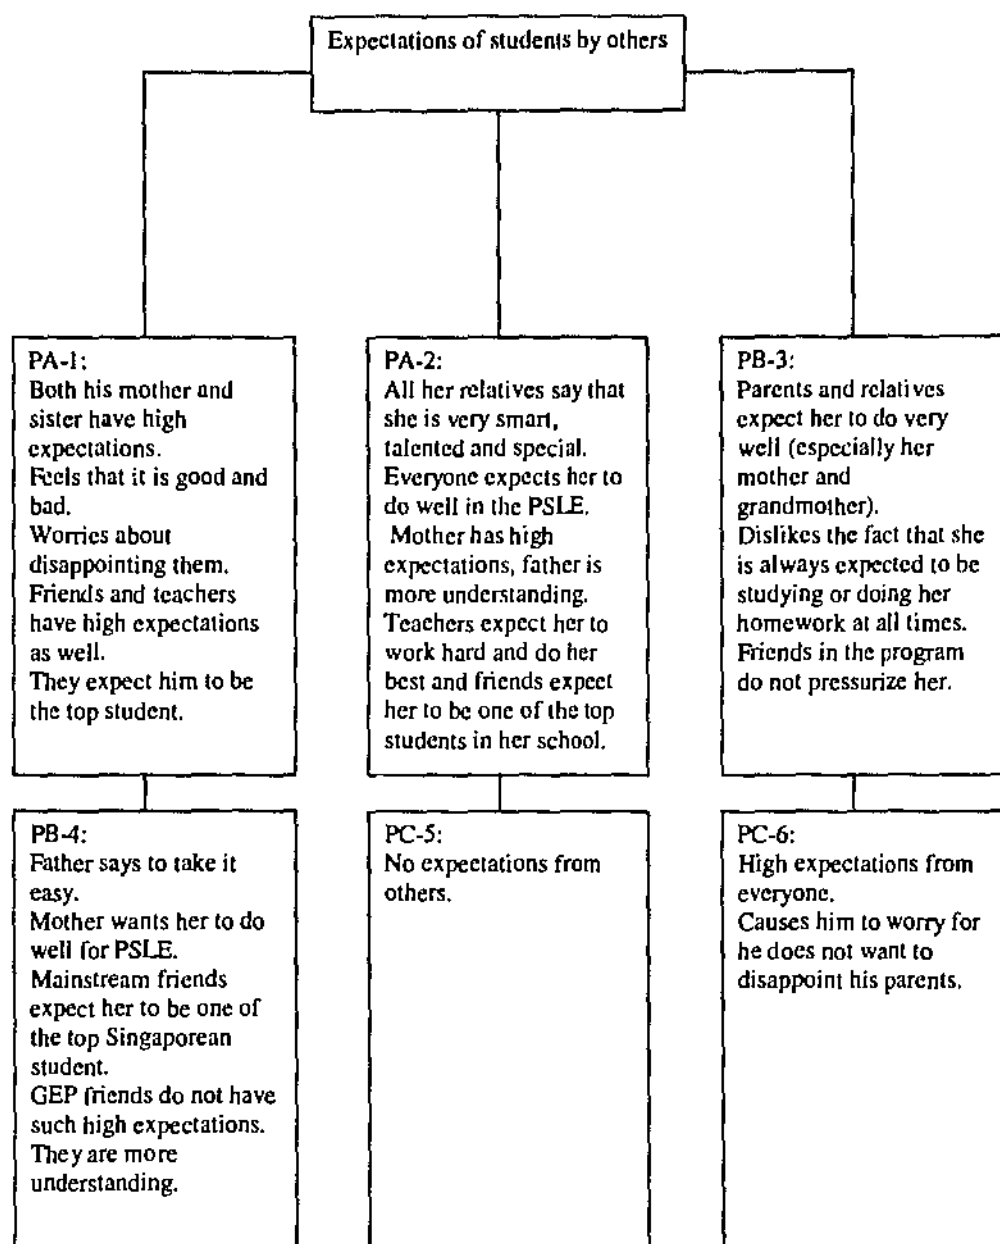 Expectations of students by others
PA-1:
Both his mother and
sister have high
expectations.
Feels that it is good and
bad.
Worries about
disappointing them.
Friends and teachers
have high expectations
as well.
They expect him to be
the top student.
PA-2:
All her relatives say that
she is very smart,
talented and special.
Everyone expects her to
do well in the PSLE.
Mother has high
expectations, father is
more understanding.
Teachers expect her to
work hard and do her
best and friends expect
her to be one of the top
students in her school.
PB-3:
Parents and relatives
expect her to do very
well (especially her
mother and
grandmother).
Dislikes the fact that she
is always expected to be
studying or doing her
homework at all times.
Friends in the program
do not pressurize her.
PB-4:
Father says to take it
easy.
Mother wants her to do
well for PSLE.
Mainstream friends
expect her to be one of
the top Singaporean
student.
GEP friends do not have
such high expectations.
They are more
understanding.
PC-5:
No expectations from
others.
PC-6:
High expectations from
everyone.
Causes him to worry for
he does not want to
disappoint his parents.